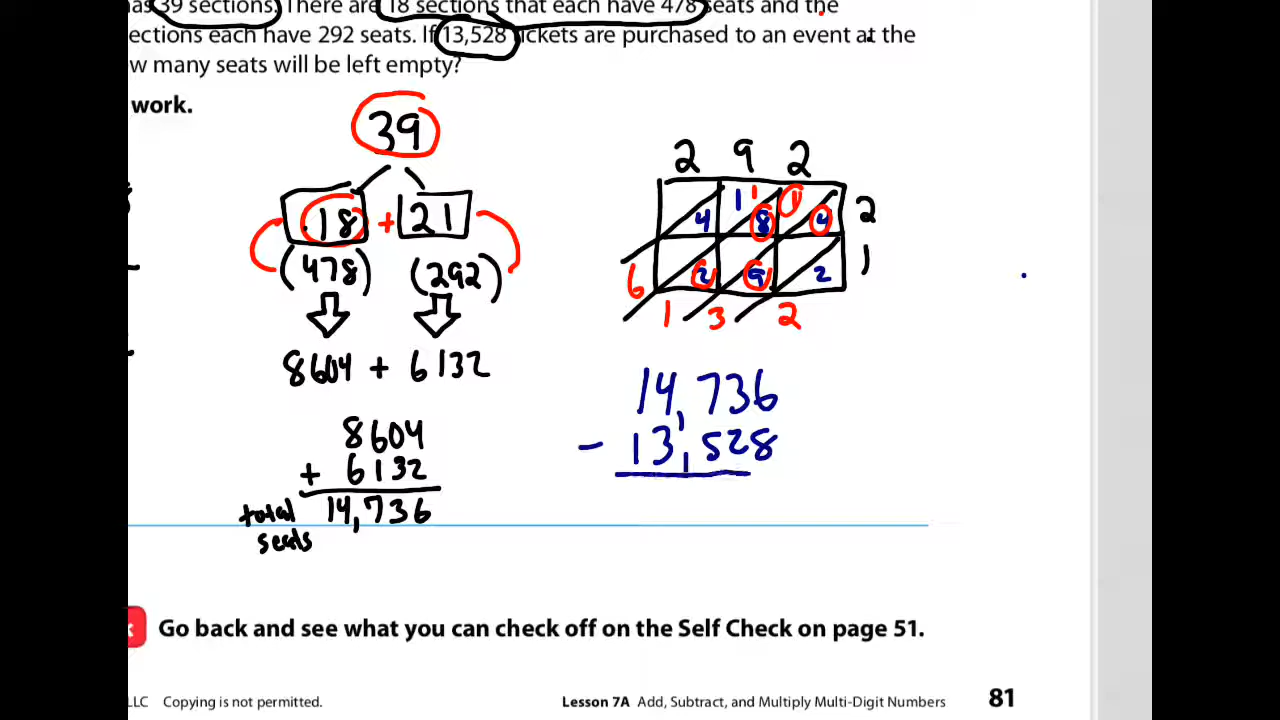 as 39 sections. There are 18 sections that each have 478 seats and the
ections each have 292 seats. If 13,528 tickets are purchased to an event at the
w many seats will be left empty?
work.
39
18 + 21
(478) (292)
8604 + 6132
8604
+ 6132
14,736
total seats
2 9 2
4 1 1 8 1 4 2
6 2 9 2 1
1 3 2
14,736
- 13,528
Go back and see what you can check off on the Self Check on page 51.
LLC Copying is not permitted.
Lesson 7A Add, Subtract, and Multiply Multi-Digit Numbers 81